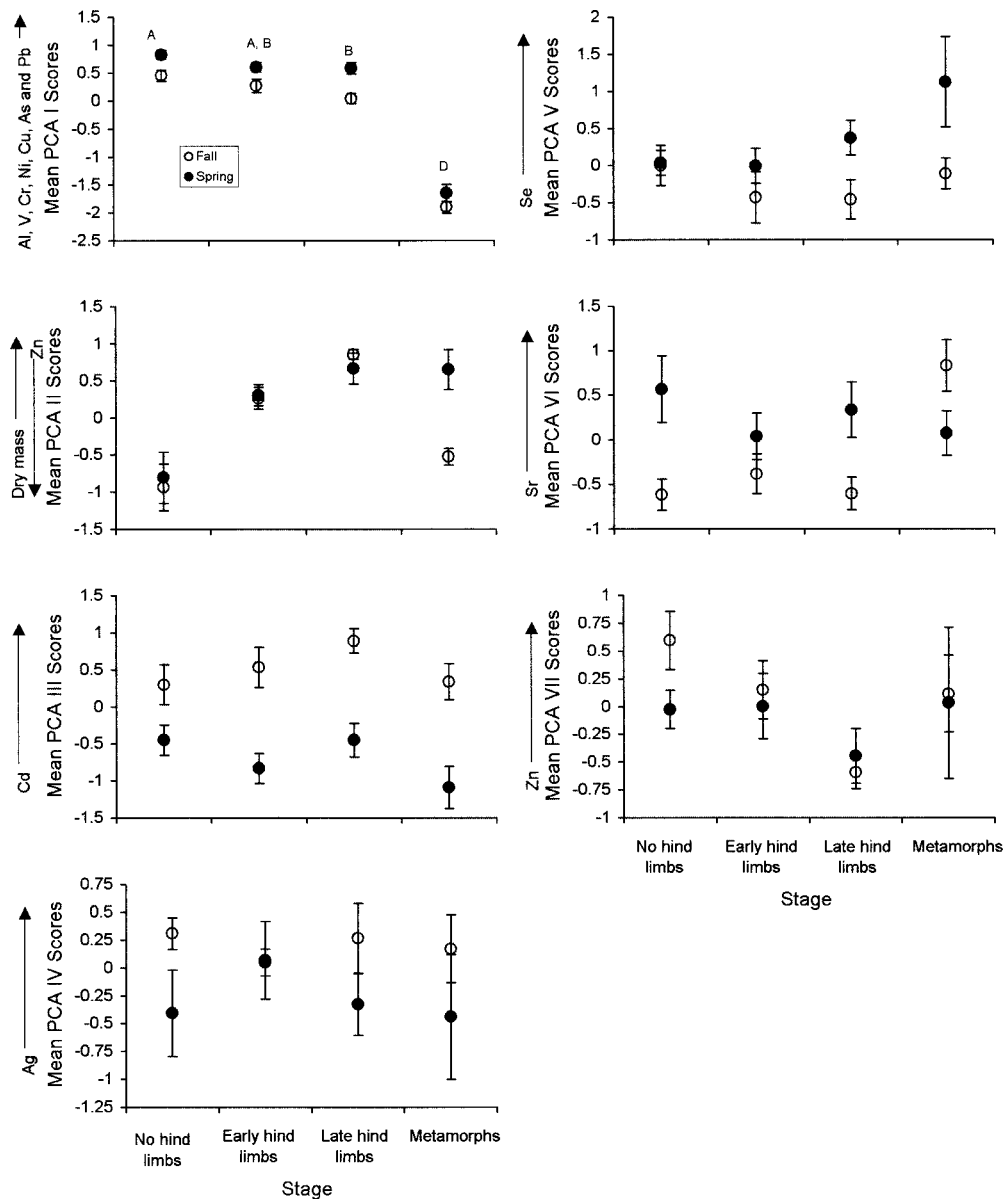 Al, V, Cr, Ni, Cu, As and Pb
Mean PCA I Scores
1.5
1
0.5
0
-0.5
-1
-1.5
-2
-2.5
A
A, B
B
D
Fall
Spring
Se
Mean PCA V Scores
2
1.5
1
0.5
0
-0.5
-1
Dry mass
Zn
Mean PCA II Scores
1.5
1
0.5
0
-0.5
-1
-1.5
Sr
Mean PCA VI Scores
1.5
1
0.5
0
-0.5
-1
Cd
Mean PCA III Scores
1.5
1
0.5
0
-0.5
-1
-1.5
Zn
Mean PCA VII Scores
1
0.75
0.5
0.25
0
-0.25
-0.5
-0.75
-1
No hind
limbs
Early hind
limbs
Late hind
limbs
Metamorphs
Stage
Ag
Mean PCA IV Scores
0.75
0.5
0.25
0
-0.25
-0.5
-0.75
-1
-1.25
No hind
limbs
Early hind
limbs
Late hind
limbs
Metamorphs
Stage